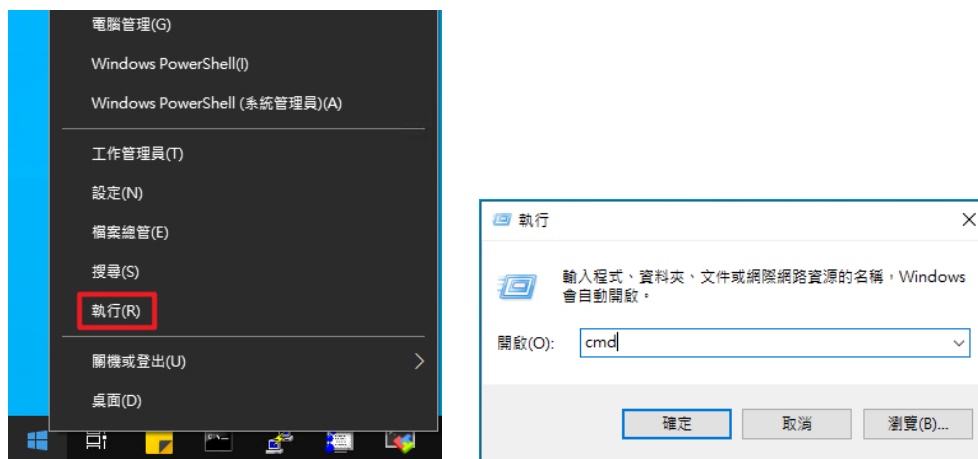 電腦管理(G)
Windows PowerShell(I)
Windows PowerShell (系統管理員)(A)
工作管理員(T)
設定(N)
檔案總管(E)
搜尋(S)
執行(R)
關機或登出(U)
桌面(D)
執行
輸入程式、資料夾、文件或網際網路資源的名稱，Windows
會自動開啟。
開啟(O):
cmd
確定
取消
瀏覽(B)...